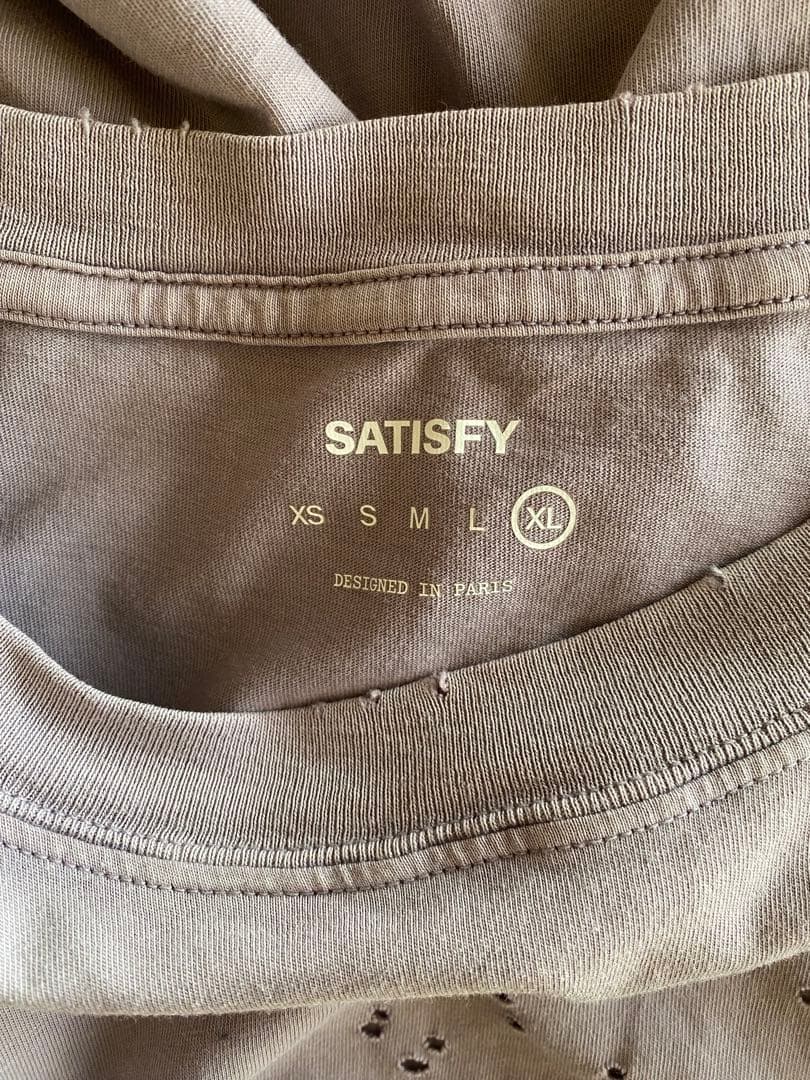 SATISFY
XS S M L XL
DESIGNED IN PARIS